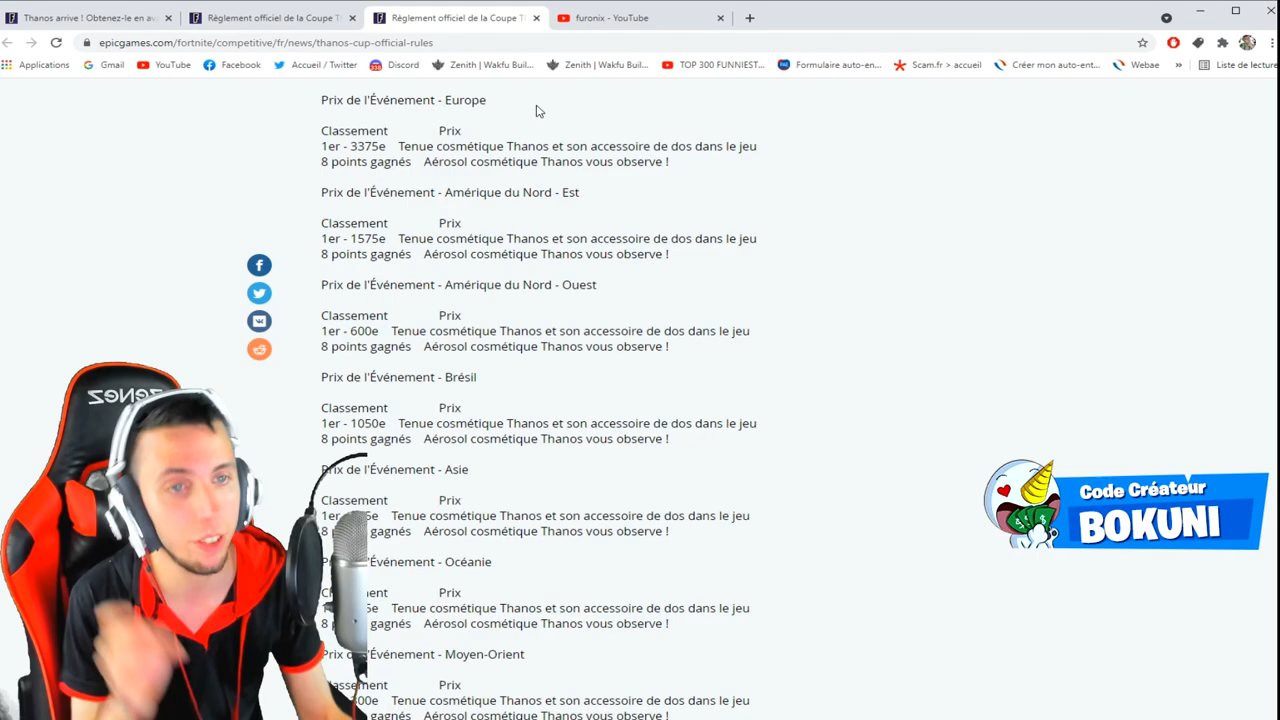 Thanos arrive ! Obtenez-le en av
Règlement officiel de la Coupe T
Règlement officiel de la Coupe T
furonix - YouTube
epicgames.com/fortnite/competitive/fr/news/thanos-cup-official-rules
Applications
Gmail
YouTube
Facebook
Accueil / Twitter
Discord
Zenith | Wakfu Buil...
Zenith | Wakfu Buil...
TOP 300 FUNNIEST...
Formulaire auto-en...
Scam.fr > accueil
Créer mon auto-ent...
Webae
»
Liste de lecture
Prix de l'Événement - Europe
Classement Prix
1er - 3375e Tenue cosmétique Thanos et son accessoire de dos dans le jeu
8 points gagnés Aérosol cosmétique Thanos vous observe !
Prix de l'Événement - Amérique du Nord - Est
Classement Prix
1er - 1575e Tenue cosmétique Thanos et son accessoire de dos dans le jeu
8 points gagnés Aérosol cosmétique Thanos vous observe !
Prix de l'Événement - Amérique du Nord - Ouest
Classement Prix
1er - 600e Tenue cosmétique Thanos et son accessoire de dos dans le jeu
8 points gagnés Aérosol cosmétique Thanos vous observe !
Prix de l'Événement - Brésil
Classement Prix
1er - 1050e Tenue cosmétique Thanos et son accessoire de dos dans le jeu
8 points gagnés Aérosol cosmétique Thanos vous observe !
Prix de l'Événement - Asie
Classement Prix
Tenue cosmétique Thanos et son accessoire de dos dans le jeu
gagnés Aérosol cosmétique Thanos vous observe !
l'Événement - Océanie
Classement Prix
Tenue cosmétique Thanos et son accessoire de dos dans le jeu
gagnés Aérosol cosmétique Thanos vous observe !
Prix de l'Événement - Moyen-Orient
Classement Prix
Tenue cosmétique Thanos et son accessoire de dos dans le jeu
gagnés Aérosol cosmétique Thanos vous observe !
ZENEZ
Code Créateur
BOKUNI